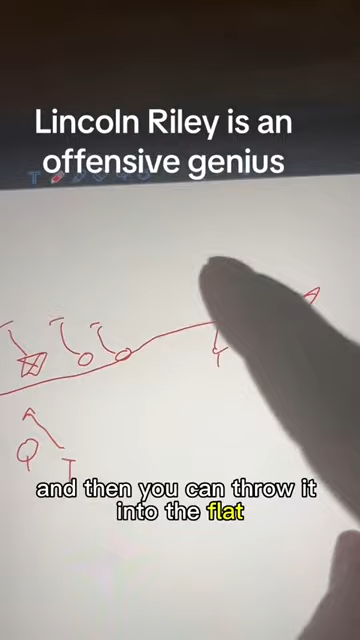 Lincoln Riley is an
offensive genius
T
T
T
T
Q
T
Y
and then you can throw it
into the flat